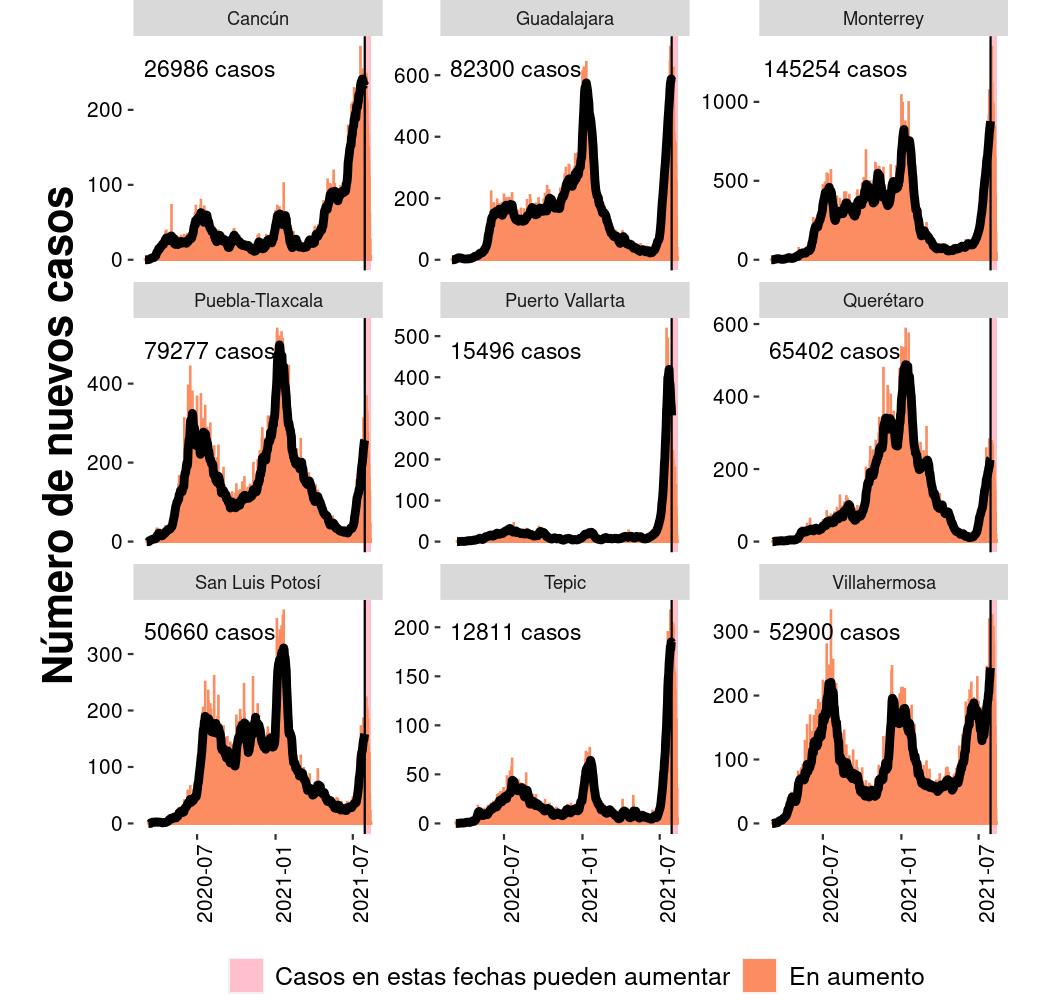 Número de nuevos casos
Cancún
Guadalajara
Monterrey
26986 casos
82300 casos
145254 casos
200
100
0
600
400
200
0
1000
500
0
Puebla-Tlaxcala
Puerto Vallarta
Querétaro
79277 casos
15496 casos
65402 casos
400
200
0
500
400
300
200
100
0
600
400
200
0
San Luis Potosí
Tepic
Villahermosa
50660 casos
12811 casos
52900 casos
300
200
100
0
200
150
100
50
0
300
200
100
0
2020-07
2021-01
2021-07
2020-07
2021-01
2021-07
2020-07
2021-01
2021-07
Casos en estas fechas pueden aumentar
En aumento